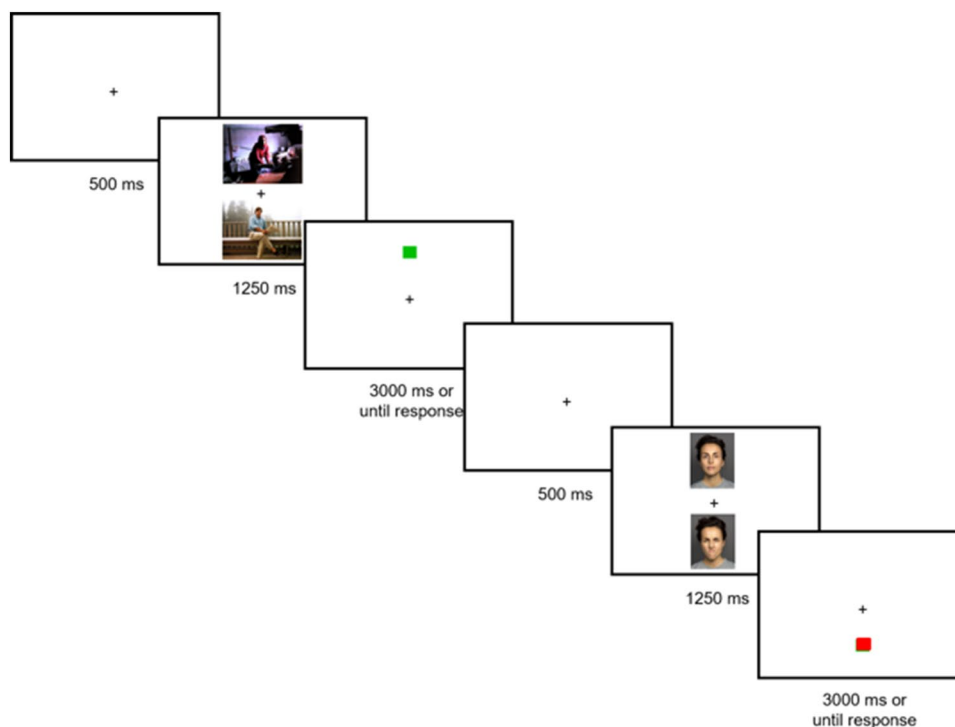 +
500 ms
+
1250 ms
+
3000 ms or
until response
+
500 ms
+
1250 ms
+
3000 ms or
until response